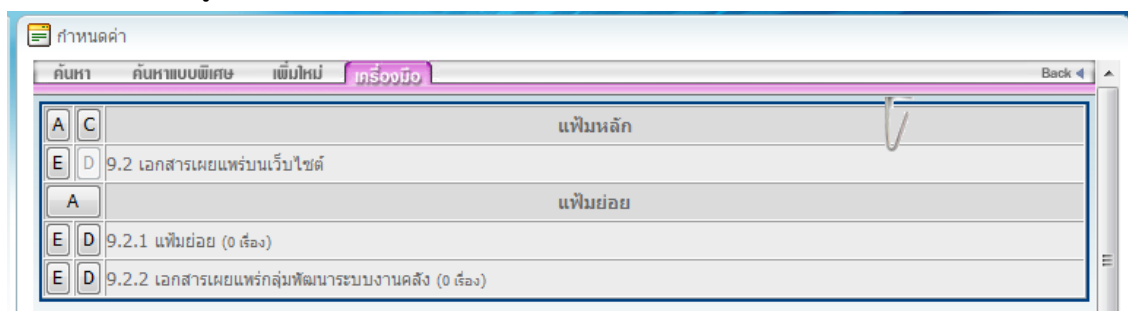 กำหนดค่า
ค้นหา ค้นหาแบบพิเศษ เพิ่มใหม่ เครื่องมือ Back
A C แฟ้มหลัก
E D 9.2 เอกสารเผยแพร่บนเว็บไซต์
A แฟ้มย่อย
E D 9.2.1 แฟ้มย่อย (0 เรื่อง)
E D 9.2.2 เอกสารเผยแพร่กลุ่มพัฒนาระบบงานคลัง (0 เรื่อง)